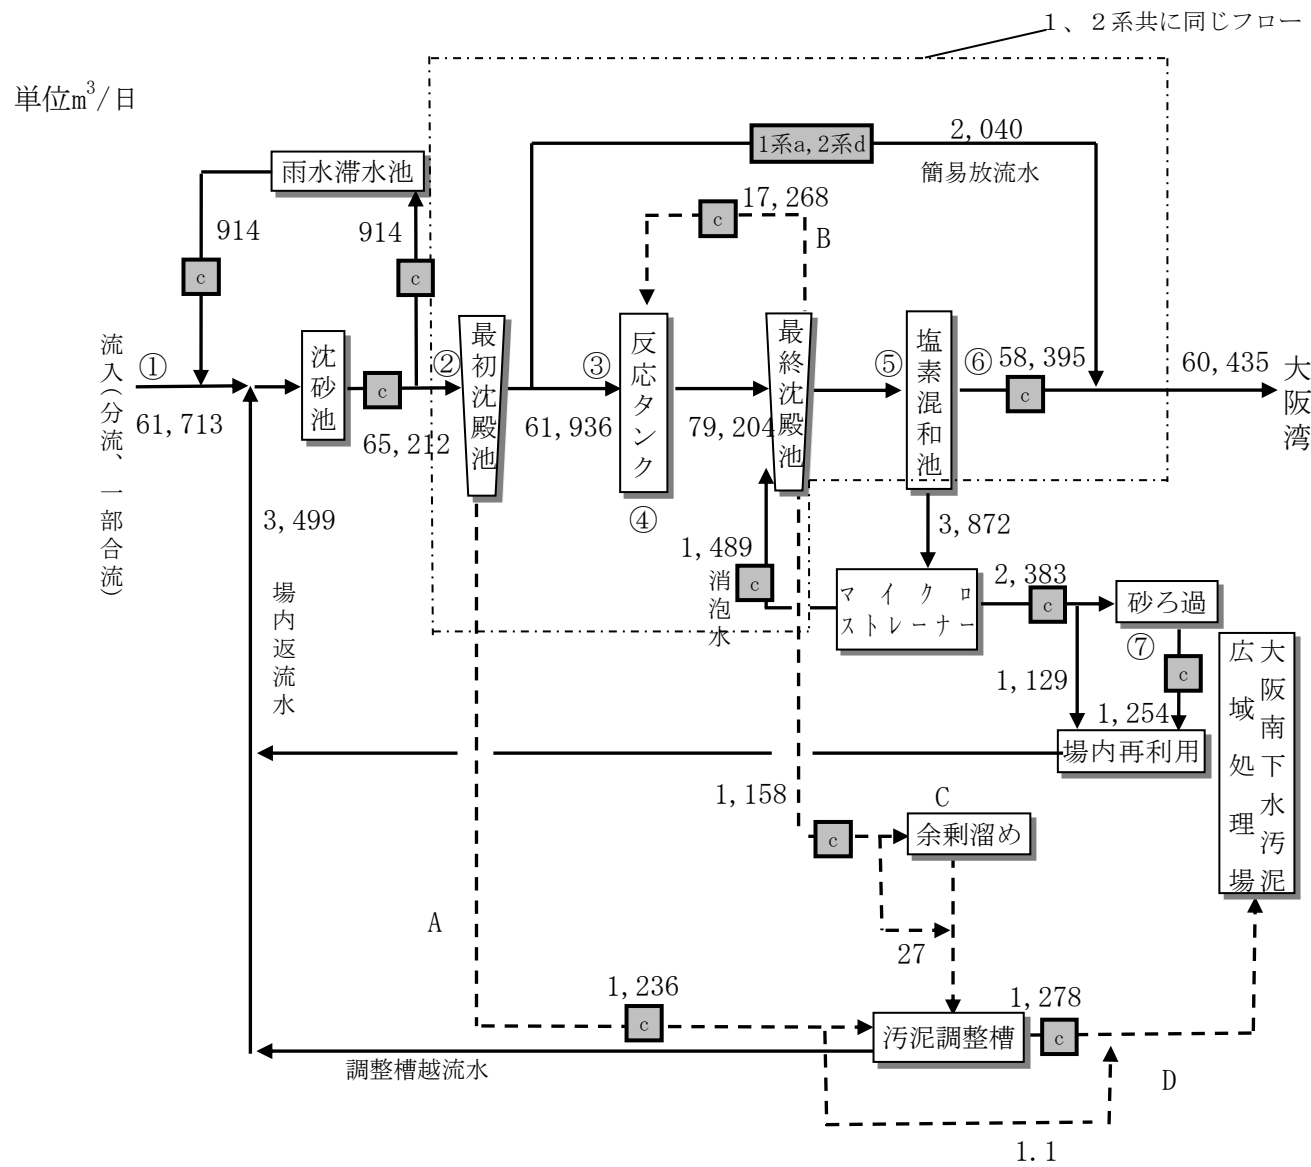 １、２系共に同じフロー
単位m³/日
1系a,2系d
2,040
簡易放流水
雨水滞水池
914
914
c
c
17,268
c
B
流入(分流、一部合流)
①
61,713
沈砂池
c
65,212
②
最初沈殿池
61,936
③
反応タンク
④
79,204
最終沈殿池
⑤
塩素混和池
⑥
58,395
c
60,435
大阪湾
3,499
場内返流水
1,489
消泡水
c
3,872
マイクロ
ストレーナー
2,383
c
砂ろ過
⑦
c
1,129
1,254
場内再利用
大阪南下水汚泥
広域処理場
1,158
c
C
余剰溜め
27
A
1,236
c
汚泥調整槽
1,278
c
調整槽越流水
D
1.1